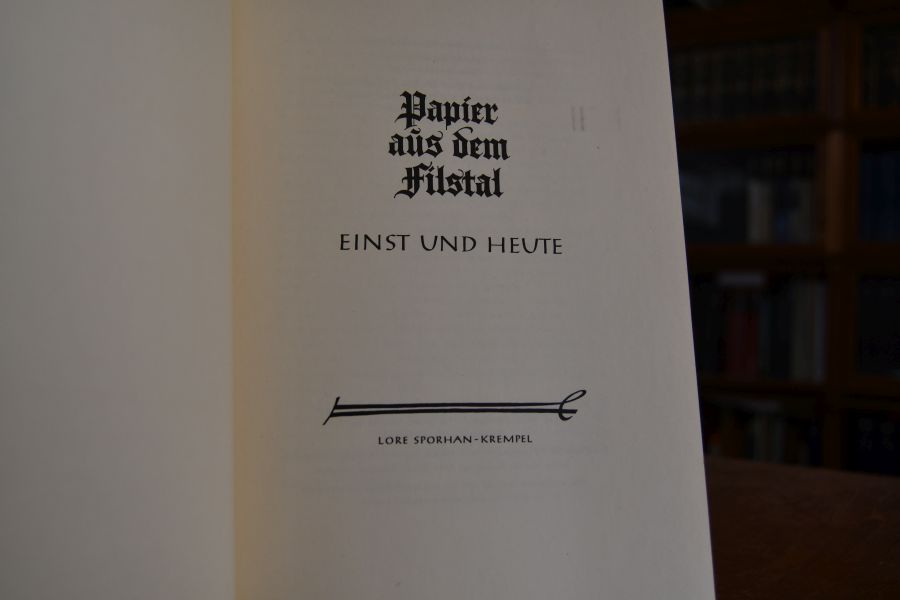 Papier
aus dem
Filstal
EINST UND HEUTE
LORE SPORHAN-KREMPEL